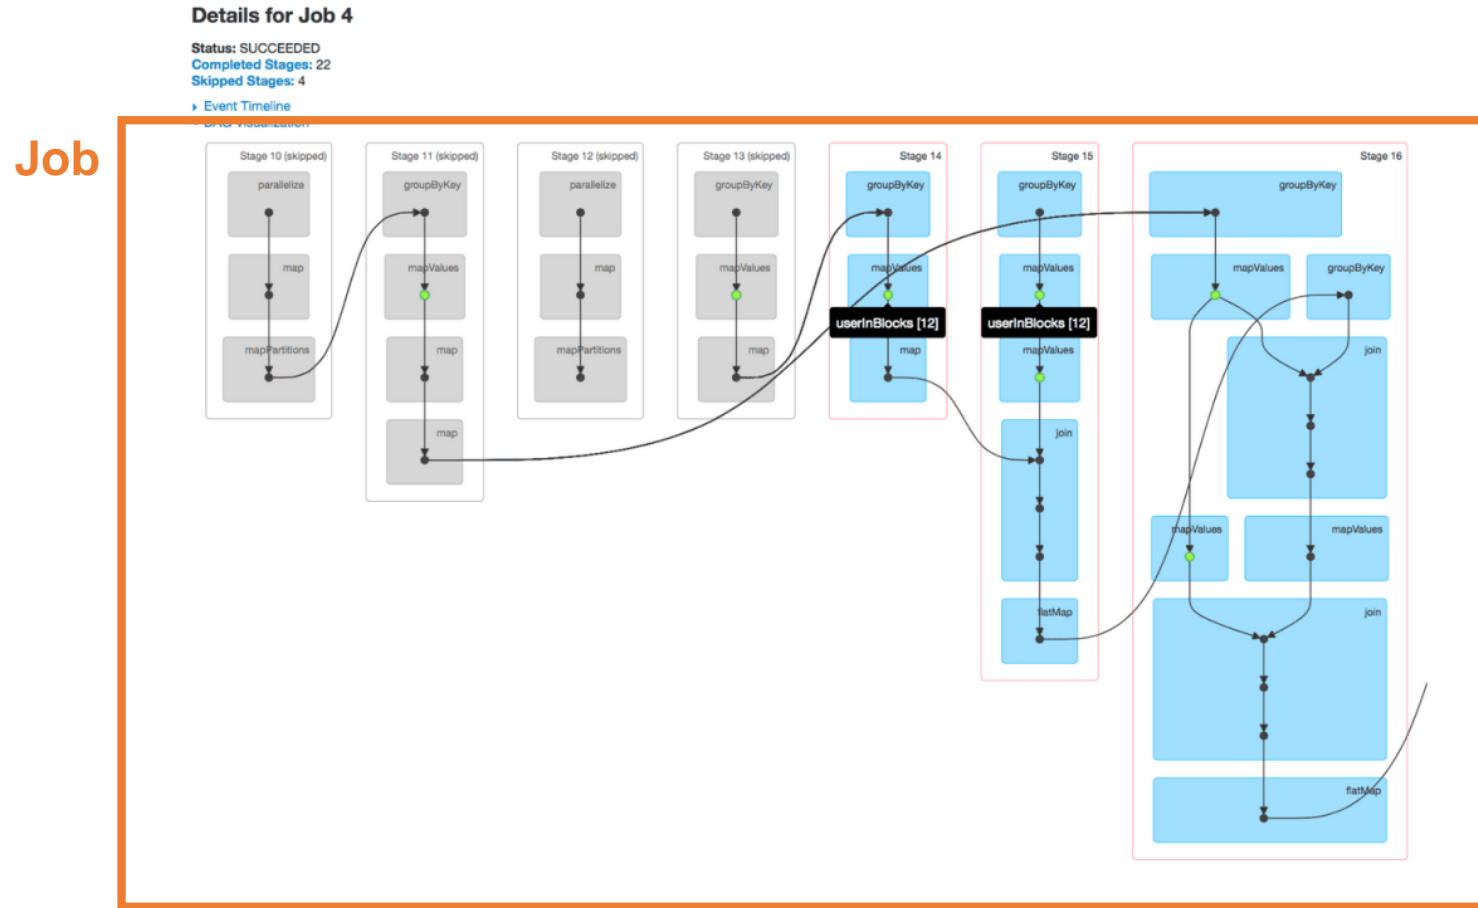 Details for Job 4
Status: SUCCEEDED
Completed Stages: 22
Skipped Stages: 4
Event Timeline
DAG Visualization
Job
Stage 10 (skipped)
parallelize
map
mapPartitions
Stage 11 (skipped)
groupByKey
mapValues
map
map
Stage 12 (skipped)
parallelize
map
mapPartitions
Stage 13 (skipped)
groupByKey
mapValues
map
Stage 14
groupByKey
mapValues
userInBlocks [12]
map
Stage 15
groupByKey
mapValues
userInBlocks [12]
mapValues
join
flatMap
Stage 16
groupByKey
mapValues
groupByKey
join
mapValues
mapValues
join
flatMap